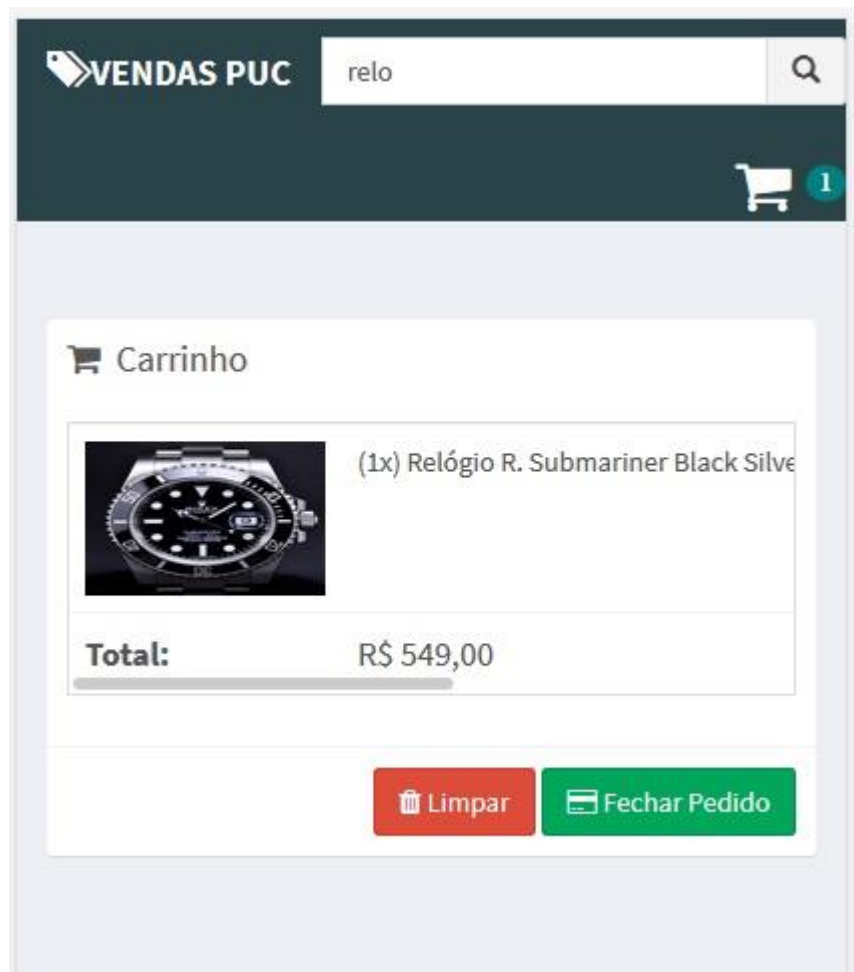 VENDAS PUC
relo
1
Carrinho
(1x) Relógio R. Submariner Black Silve
Total: R$ 549,00
Limpar Fechar Pedido